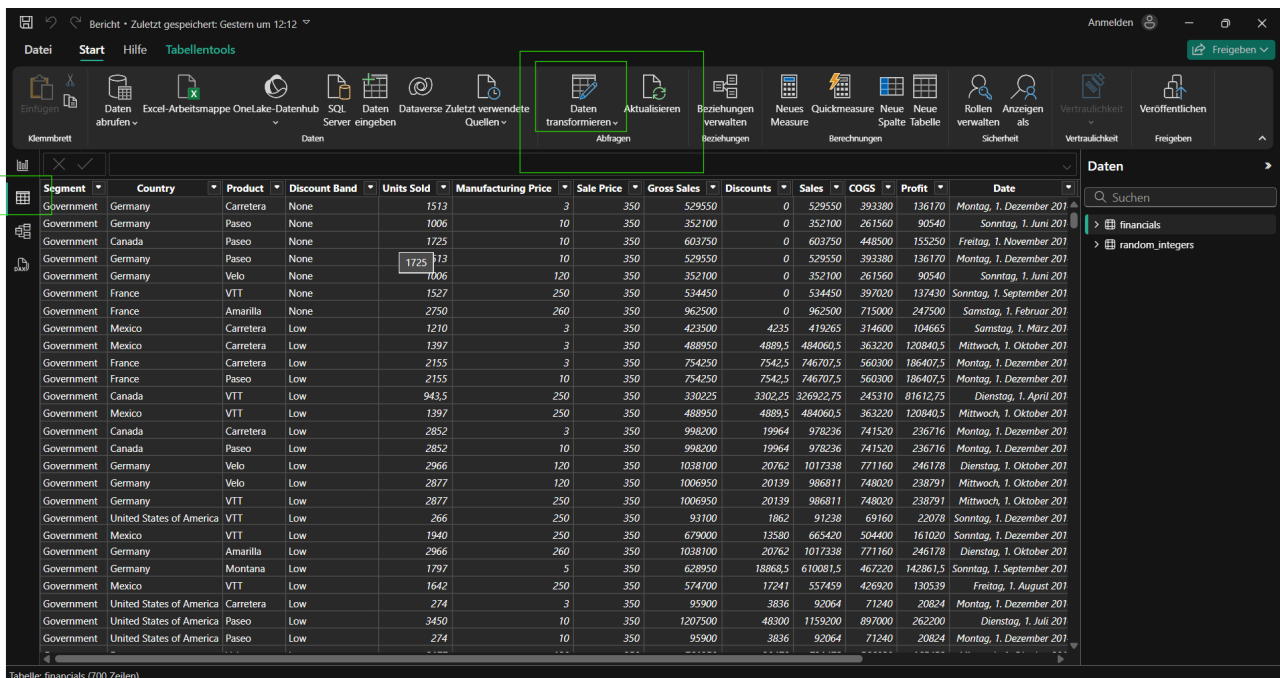 Bericht • Zuletzt gespeichert: Gestern um 12:12
Anmelden
Datei Start Hilfe Tabellentools
Freigeben
Einfügen
Daten abrufen
Excel-Arbeitsmappe
OneLake-Datenhub
SQL Server
Daten eingeben
Dataverse
Zuletzt verwendete Quellen
Daten transformieren
Aktualisieren
Beziehungen verwalten
Neues Measure
Quickmeasure
Neue Spalte
Neue Tabelle
Rollen verwalten
Anzeigen als
Vertraulichkeit
Veröffentlichen
Klemmbrett Daten Abfragen Beziehungen Berechnungen Sicherheit Vertraulichkeit Freigeben
Daten
Suchen
financials
random_integers
DAX
Segment Country Product Discount Band Units Sold Manufacturing Price Sale Price Gross Sales Discounts Sales COGS Profit Date
Government Germany Carretera None 1513 3 350 529550 0 529550 393380 136170 Montag, 1. Dezember 201
Government Germany Paseo None 1006 10 350 352100 0 352100 261560 90540 Sonntag, 1. Juni 201
Government Canada Paseo None 1725 10 350 603750 0 603750 448500 155250 Freitag, 1. November 201
Government Germany Paseo None 513 10 350 529550 0 529550 393380 136170 Montag, 1. Dezember 201
1725
Government Germany Velo None 1006 120 350 352100 0 352100 261560 90540 Sonntag, 1. Juni 201
Government France VTT None 1527 250 350 534450 0 534450 397020 137430 Sonntag, 1. September 201
Government France Amarilla None 2750 260 350 962500 0 962500 715000 247500 Samstag, 1. Februar 201
Government Mexico Carretera Low 1210 3 350 423500 4235 419265 314600 104665 Samstag, 1. März 201
Government Mexico Carretera Low 1397 3 350 488950 4889,5 484060,5 363220 120840,5 Mittwoch, 1. Oktober 201
Government France Carretera Low 2155 3 350 754250 7542,5 746707,5 560300 186407,5 Montag, 1. Dezember 201
Government France Paseo Low 2155 10 350 754250 7542,5 746707,5 560300 186407,5 Montag, 1. Dezember 201
Government Canada VTT Low 943,5 250 350 330225 3302,25 326922,75 245310 81612,75 Dienstag, 1. April 201
Government Mexico VTT Low 1397 250 350 488950 4889,5 484060,5 363220 120840,5 Mittwoch, 1. Oktober 201
Government Canada Carretera Low 2852 3 350 998200 19964 978236 741520 236716 Montag, 1. Dezember 201
Government Canada Paseo Low 2852 10 350 998200 19964 978236 741520 236716 Montag, 1. Dezember 201
Government Germany Velo Low 2966 120 350 1038100 20762 1017338 771160 246178 Dienstag, 1. Oktober 201
Government Germany Velo Low 2877 120 350 1006950 20139 986811 748020 238791 Mittwoch, 1. Oktober 201
Government Germany VTT Low 2877 250 350 1006950 20139 986811 748020 238791 Mittwoch, 1. Oktober 201
Government United States of America VTT Low 266 250 350 93100 1862 91238 69160 22078 Sonntag, 1. Dezember 201
Government Mexico VTT Low 1940 250 350 679000 13580 665420 504400 161020 Sonntag, 1. Dezember 201
Government Germany Amarilla Low 2966 260 350 1038100 20762 1017338 771160 246178 Dienstag, 1. Oktober 201
Government Germany Montana Low 1797 5 350 628950 18868,5 610081,5 467220 142861,5 Sonntag, 1. September 201
Government Mexico VTT Low 1642 250 350 574700 17241 557459 426920 130539 Freitag, 1. August 201
Government United States of America Carretera Low 274 3 350 95900 3836 92064 71240 20824 Montag, 1. Dezember 201
Government United States of America Paseo Low 3450 10 350 1207500 48300 1159200 897000 262200 Dienstag, 1. Juli 201
Government United States of America Paseo Low 274 10 350 95900 3836 92064 71240 20824 Montag, 1. Dezember 201
Tabelle: financials (700 Zeilen)